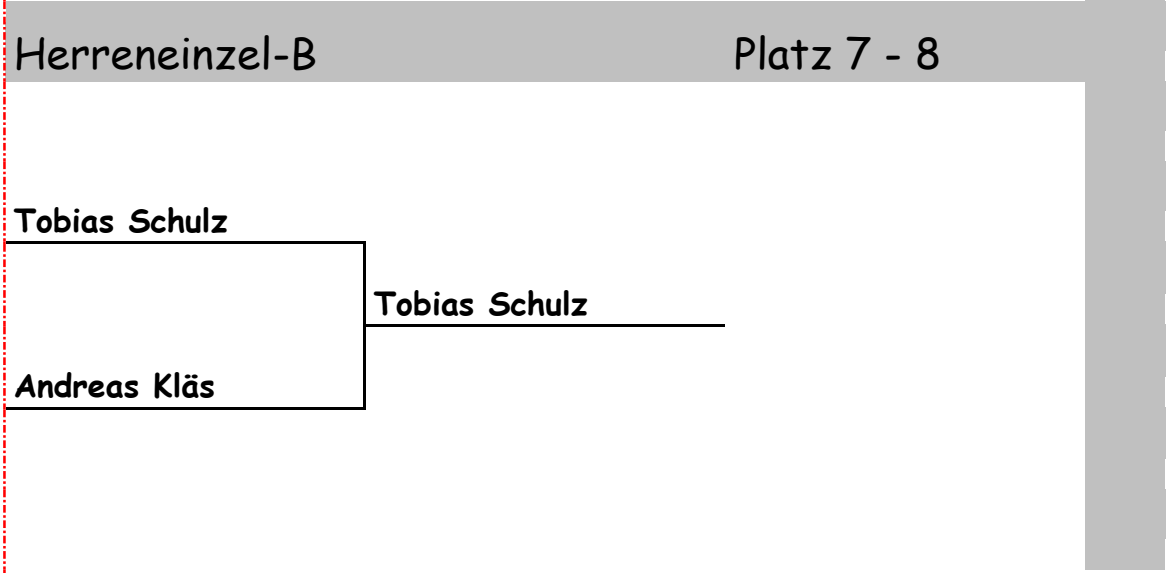 Herreneinzel-B Platz 7 - 8
Tobias Schulz
Tobias Schulz
Andreas Kläs